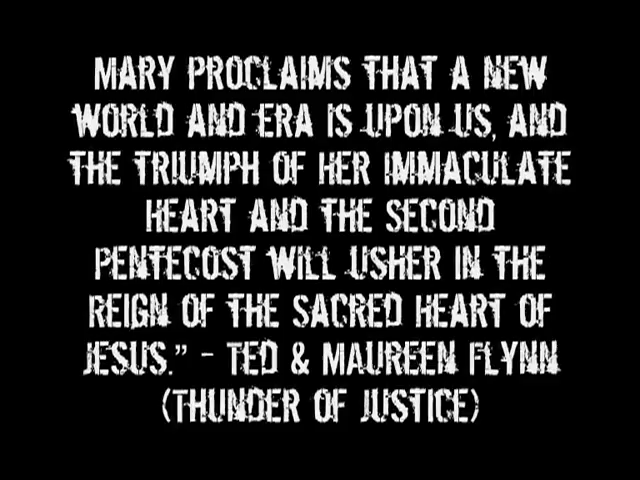 MARY PROCLAIMS THAT A NEW
WORLD AND ERA IS UPON US, AND
THE TRIUMPH OF HER IMMACULATE
HEART AND THE SECOND
PENTECOST WILL USHER IN THE
REIGN OF THE SACRED HEART OF
JESUS.” - TED & MAUREEN FLYNN
(THUNDER OF JUSTICE)